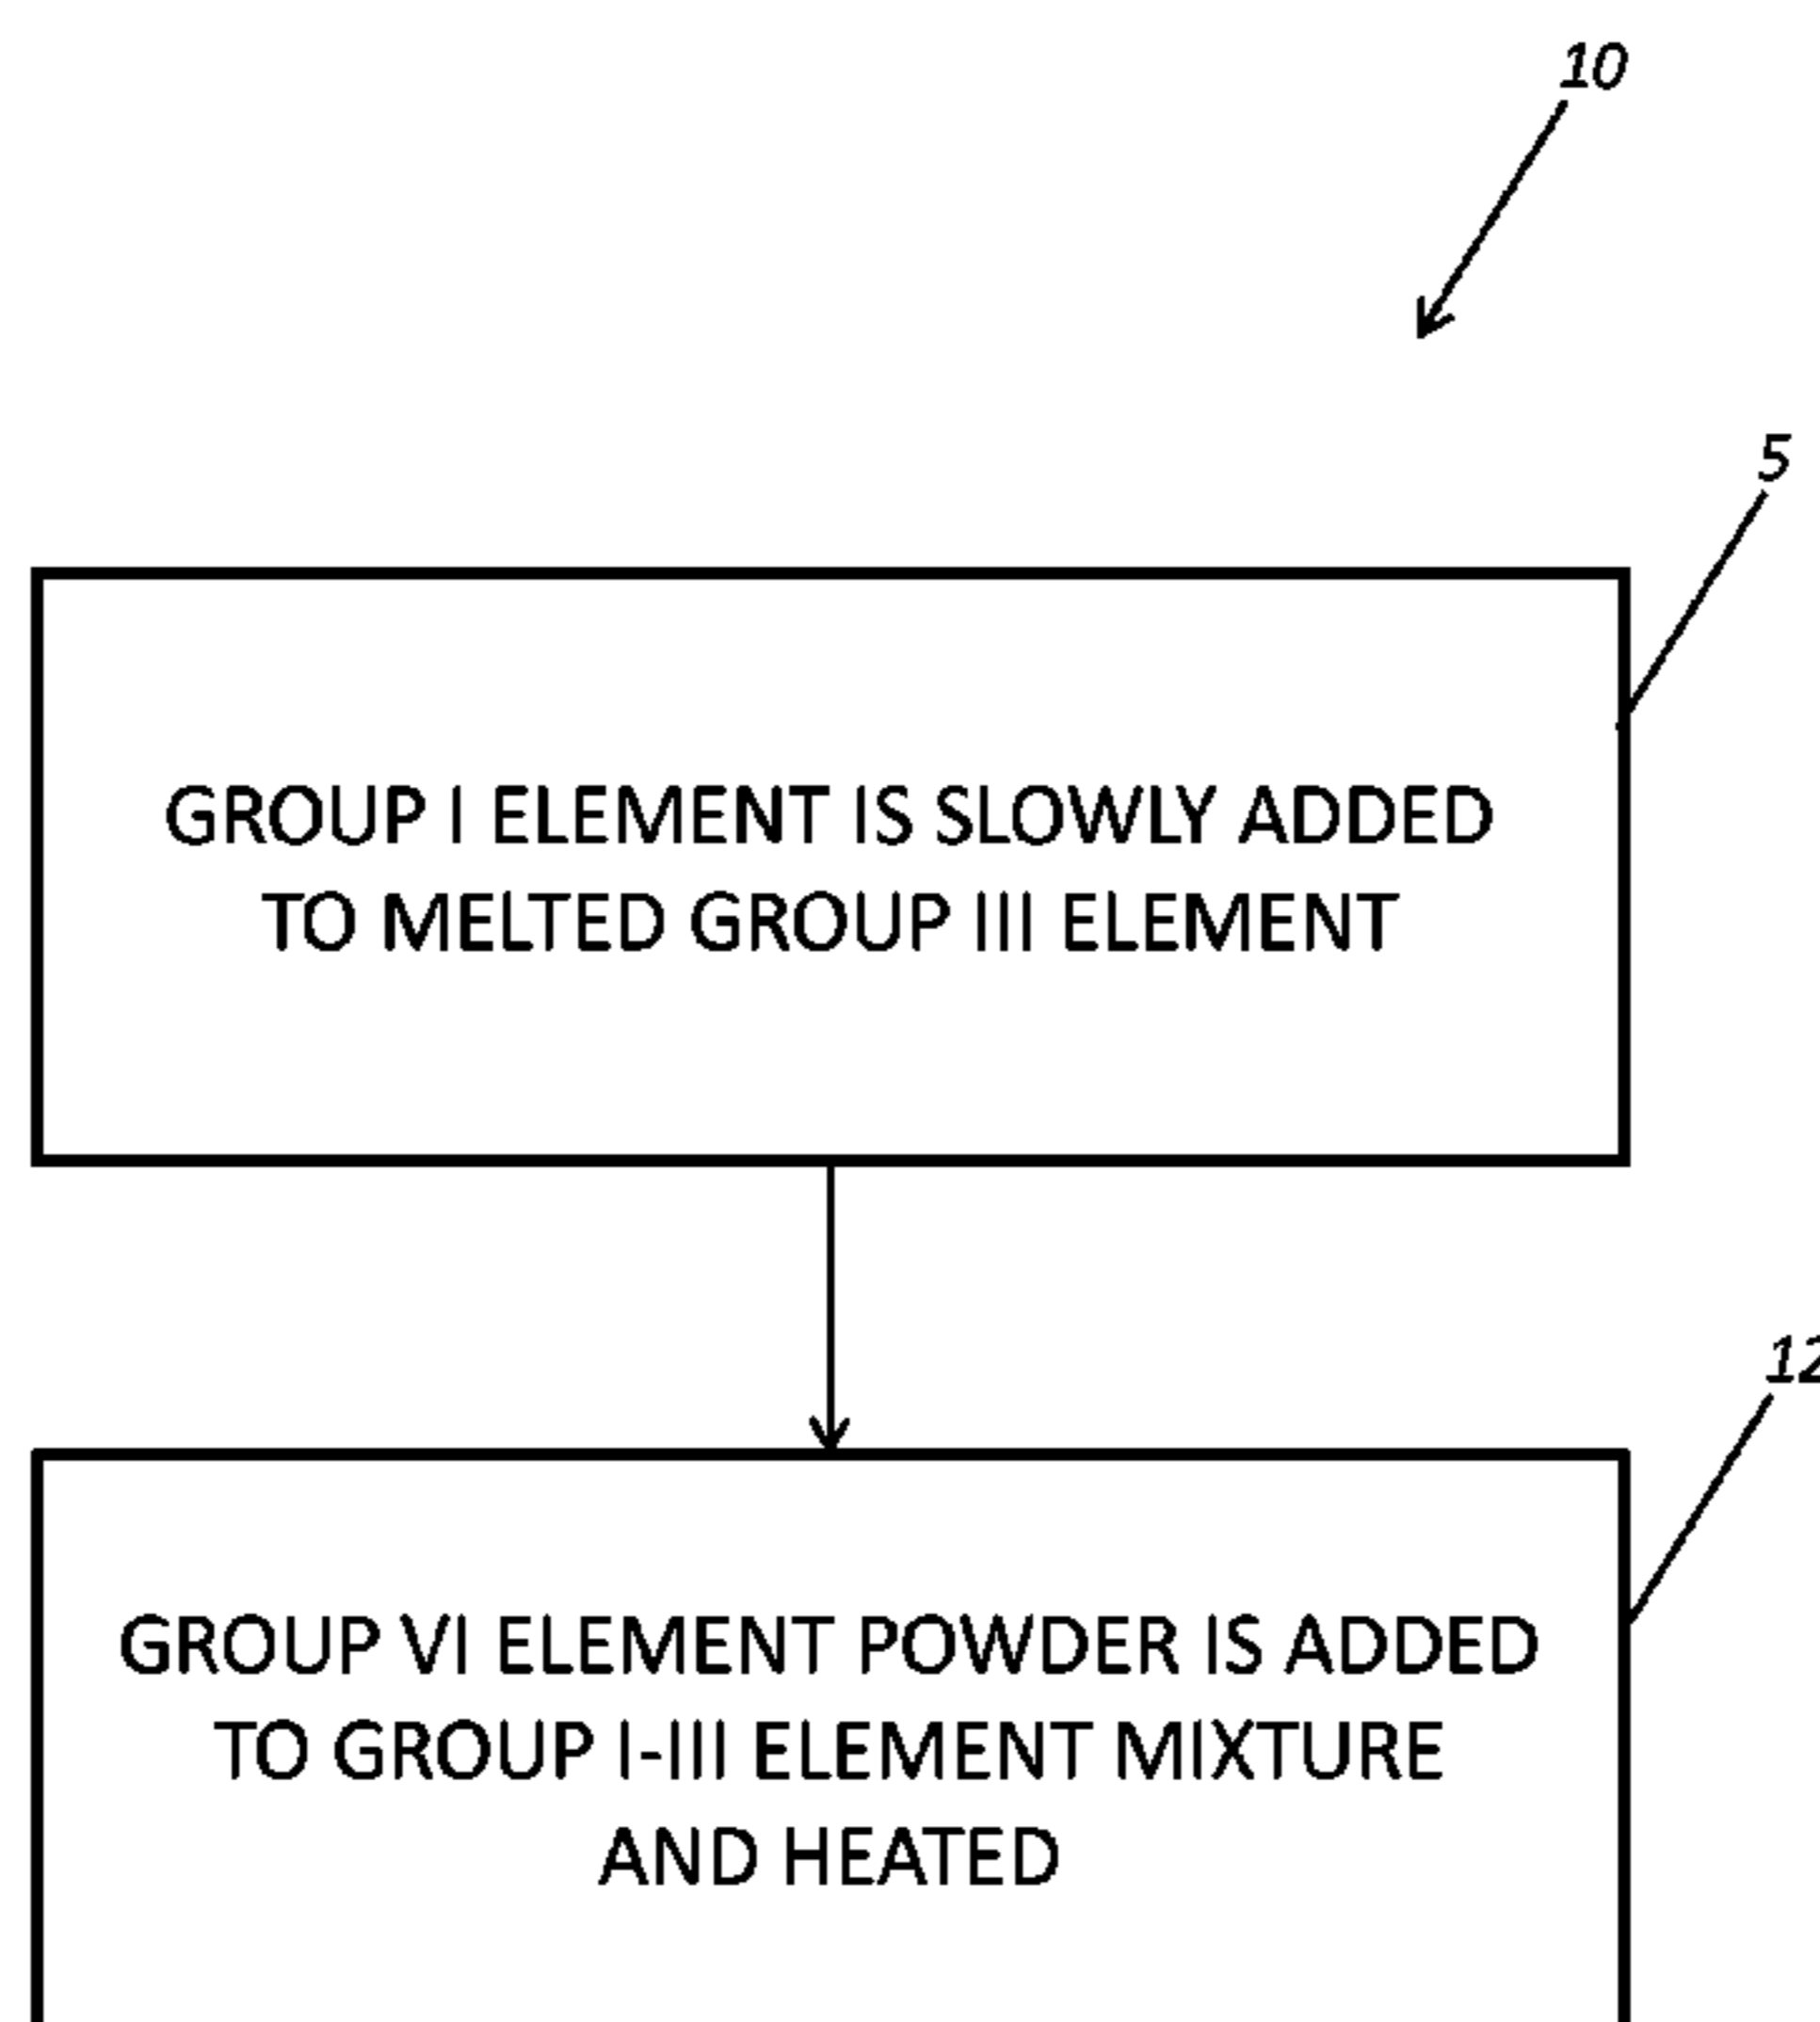 10
5
GROUP I ELEMENT IS SLOWLY ADDED
TO MELTED GROUP III ELEMENT
12
GROUP VI ELEMENT POWDER IS ADDED
TO GROUP I-III ELEMENT MIXTURE
AND HEATED